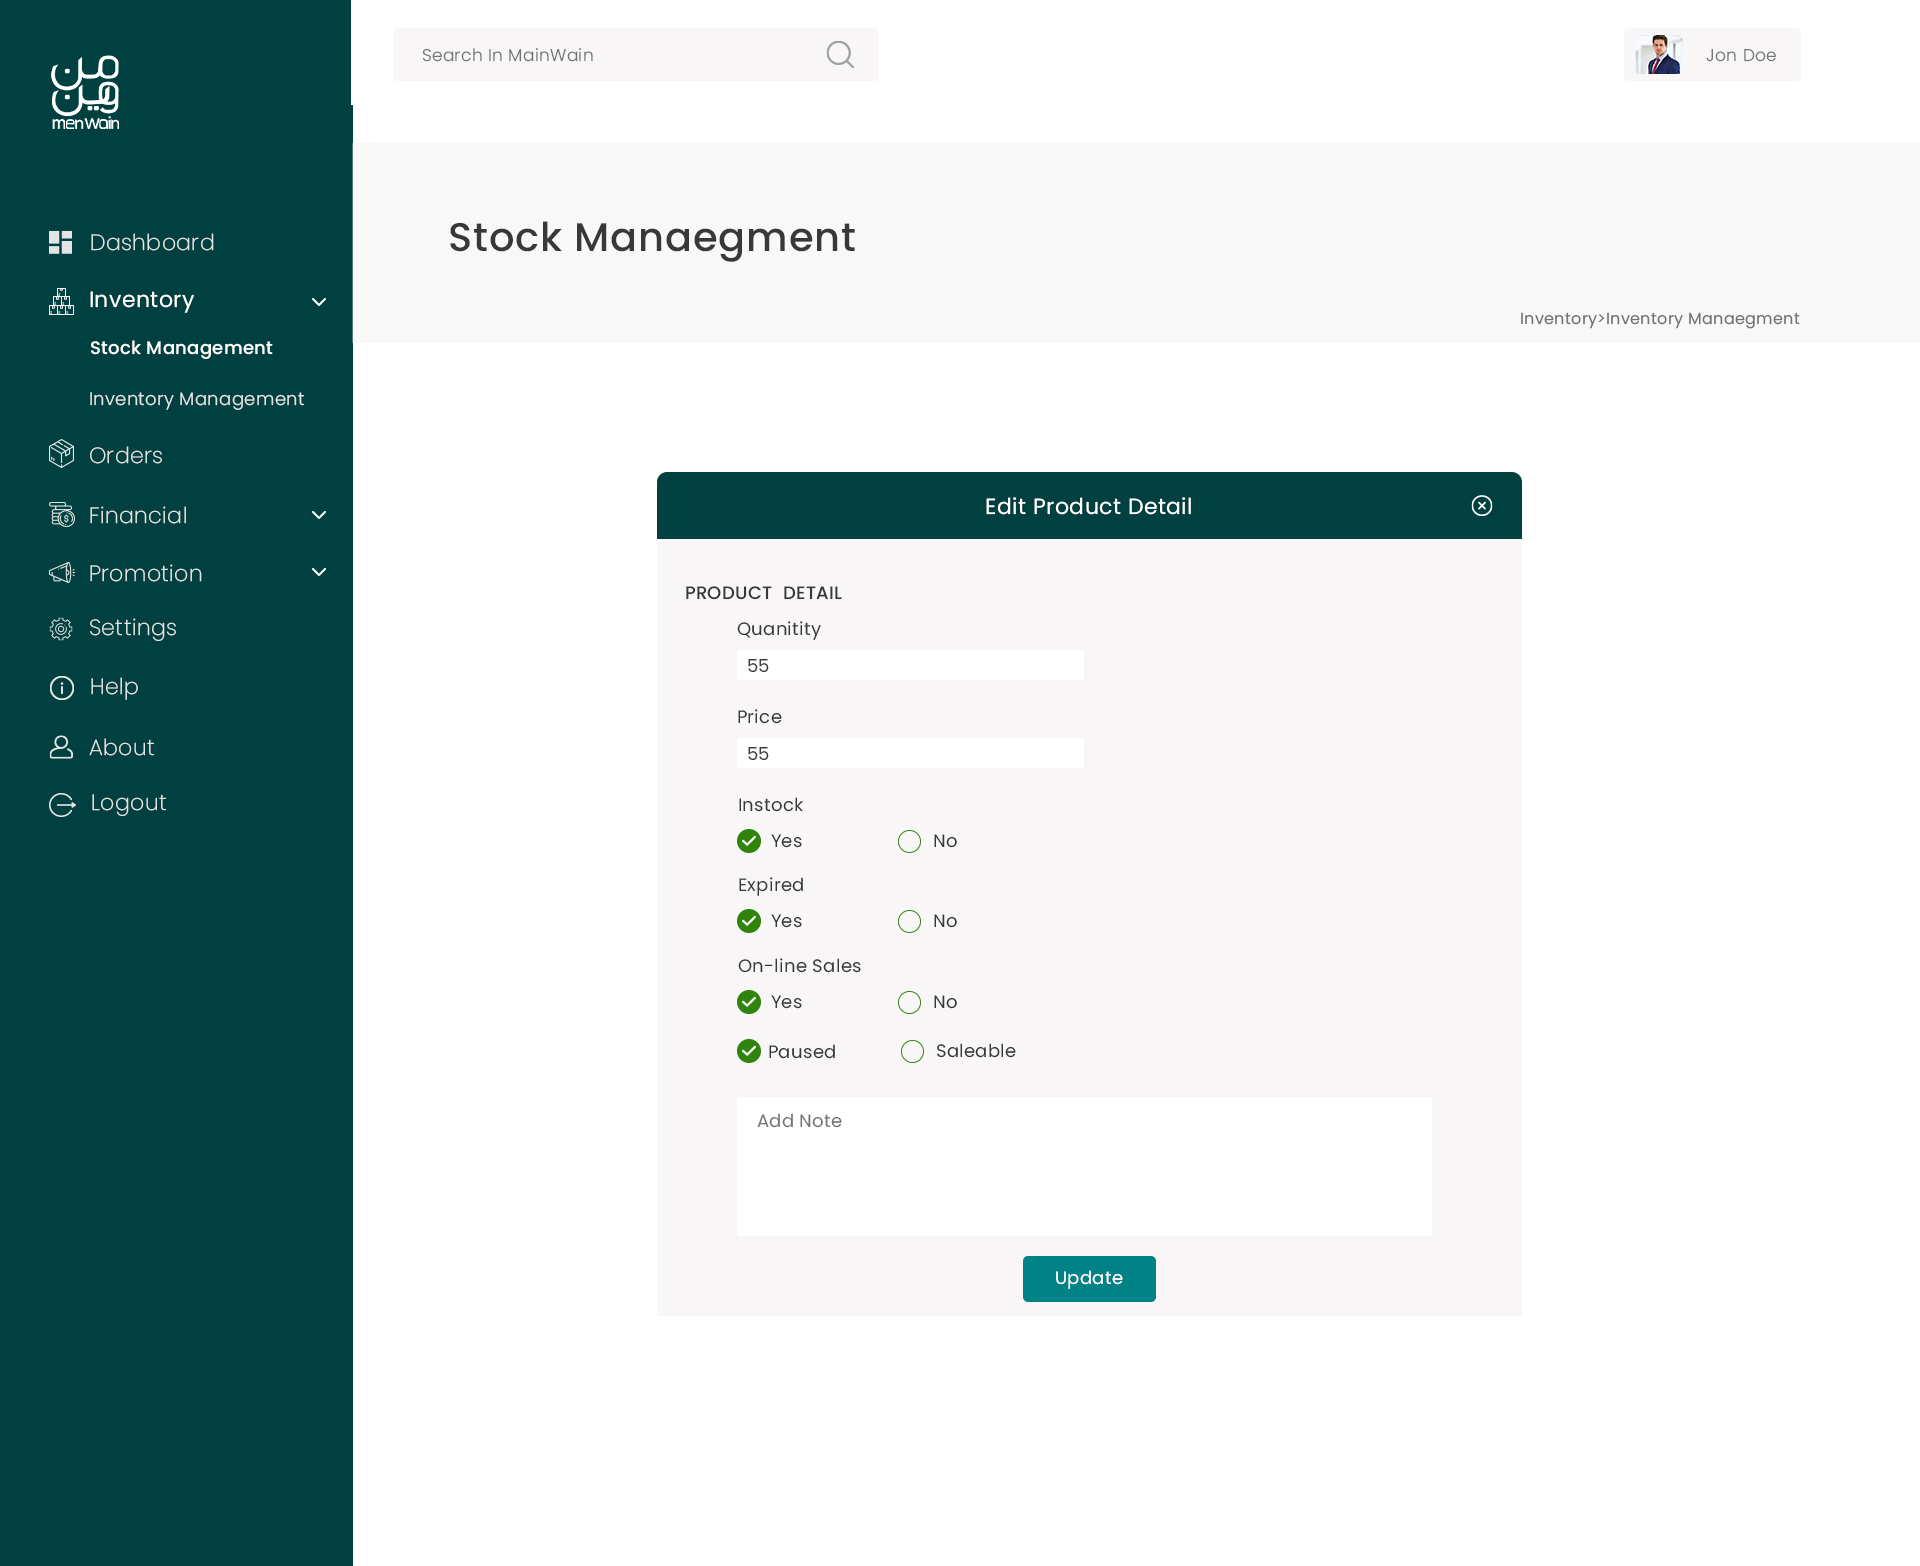 من
وين
menWain
Search In MainWain
Jon Doe
Dashboard
Inventory
Stock Management
Inventory Management
Orders
Financial
Promotion
Settings
Help
About
Logout
Stock Manaegment
Inventory>Inventory Manaegment
Edit Product Detail
PRODUCT DETAIL
Quanitity
55
Price
55
Instock
Yes No
Expired
Yes No
On-line Sales
Yes No
Paused Saleable
Add Note
Update